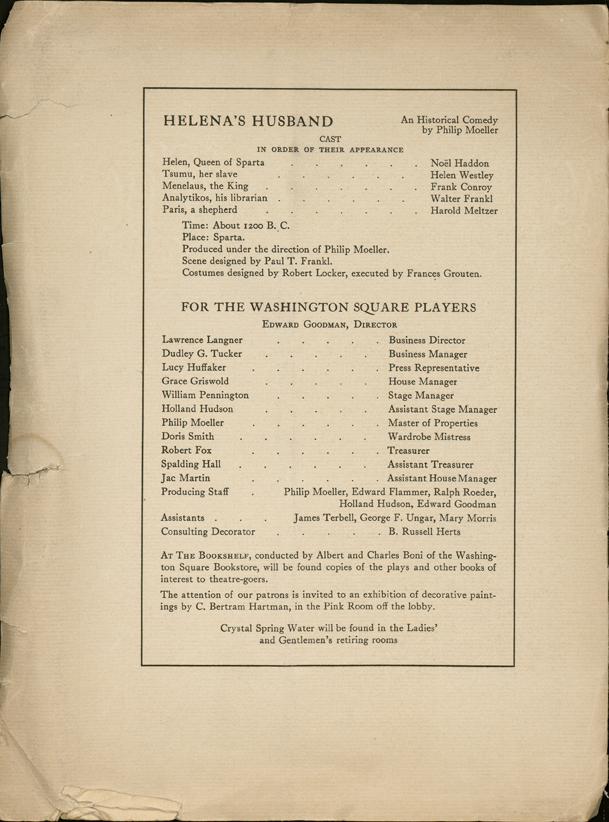 HELENA'S HUSBAND
An Historical Comedy
by Philip Moeller
CAST
IN ORDER OF THEIR APPEARANCE
Helen, Queen of Sparta . . . . . . Noël Haddon
Tsumu, her slave . . . . . . Helen Westley
Menelaus, the King . . . . . . Frank Conroy
Analytikos, his librarian . . . . . . Walter Frankl
Paris, a shepherd . . . . . . Harold Meltzer
Time: About 1200 B. C.
Place: Sparta.
Produced under the direction of Philip Moeller.
Scene designed by Paul T. Frankl.
Costumes designed by Robert Locker, executed by Frances Grouten.
FOR THE WASHINGTON SQUARE PLAYERS
EDWARD GOODMAN, DIRECTOR
Lawrence Langner . . . . . Business Director
Dudley G. Tucker . . . . . Business Manager
Lucy Huffaker . . . . . . Press Representative
Grace Griswold . . . . . House Manager
William Pennington . . . . . Stage Manager
Holland Hudson . . . . . Assistant Stage Manager
Philip Moeller . . . . . . Master of Properties
Doris Smith . . . . . . Wardrobe Mistress
Robert Fox . . . . . . Treasurer
Spalding Hall . . . . . . Assistant Treasurer
Jac Martin . . . . . . Assistant House Manager
Producing Staff . Philip Moeller, Edward Flammer, Ralph Roeder,
Holland Hudson, Edward Goodman
Assistants . . . James Terbell, George F. Ungar, Mary Morris
Consulting Decorator . . . . . B. Russell Herts
AT THE BOOKSHELF, conducted by Albert and Charles Boni of the Washing-
ton Square Bookstore, will be found copies of the plays and other books of
interest to theatre-goers.
The attention of our patrons is invited to an exhibition of decorative paint-
ings by C. Bertram Hartman, in the Pink Room off the lobby.
Crystal Spring Water will be found in the Ladies'
and Gentlemen's retiring rooms